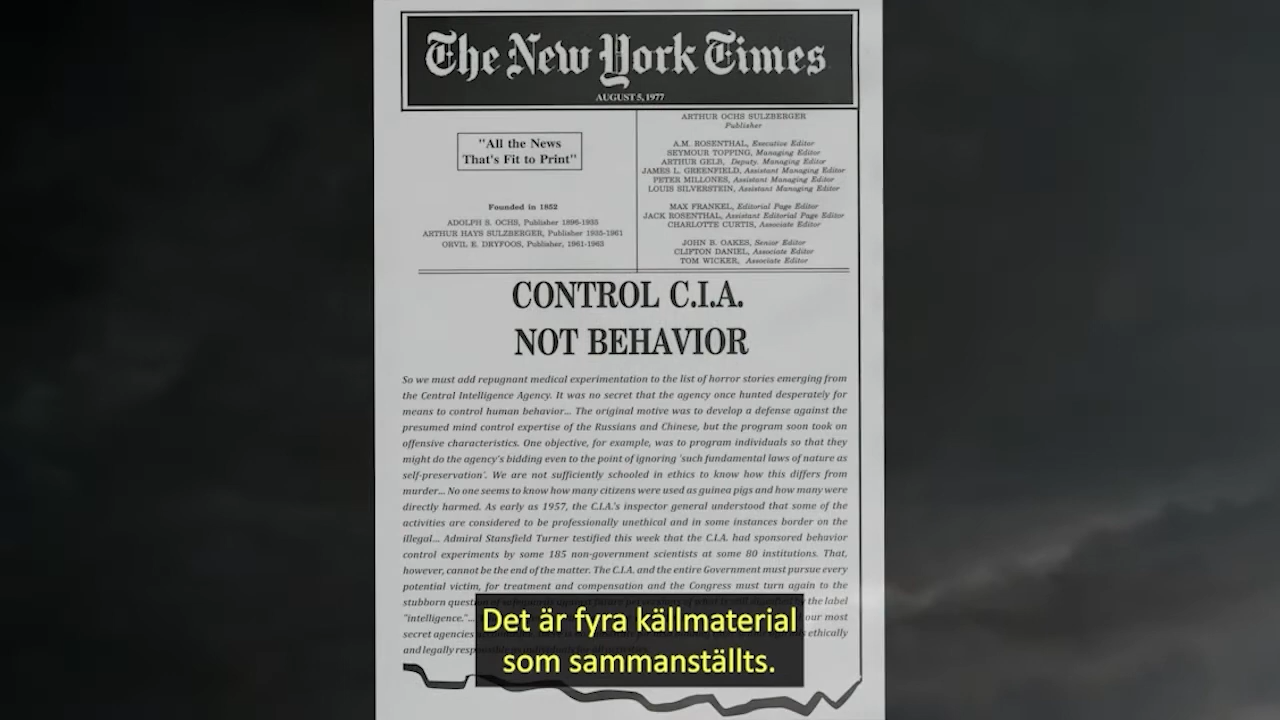 The New York Times
AUGUST 5, 1977
"All the News
That's Fit to Print"
Founded in 1852
ADOLPH S. OCHS, Publisher 1896-1935
ARTHUR HAYS SULZBERGER, Publisher 1935-1961
ORVIL E. DRYFOOS, Publisher, 1961-1963
ARTHUR OCHS SULZBERGER
Publisher
A.M. ROSENTHAL, Executive Editor
SEYMOUR TOPPING, Managing Editor
ARTHUR GELB, Deputy. Managing Editor
JAMES L. GREENFIELD, Assistant Managing Editor
PETER MILLONES, Assistant Managing Editor
LOUIS SILVERSTEIN, Assistant Managing Editor
MAX FRANKEL, Editorial Page Editor
JACK ROSENTHAL, Assistant Editorial Page Editor
CHARLOTTE CURTIS, Associate Editor
JOHN B. OAKES, Senior Editor
CLIFTON DANIEL, Associate Editor
TOM WICKER, Associate Editor
CONTROL C.I.A.
NOT BEHAVIOR
So we must add repugnant medical experimentation to the list of horror stories emerging from
the Central Intelligence Agency. It was no secret that the agency once hunted desperately for
means to control human behavior... The original motive was to develop a defense against the
presumed mind control expertise of the Russians and Chinese, but the program soon took on
offensive characteristics. One objective, for example, was to program individuals so that they
might do the agency's bidding even to the point of ignoring 'such fundamental laws of nature as
self-preservation'. We are not sufficiently schooled in ethics to know how this differs from
murder... No one seems to know how many citizens were used as guinea pigs and how many were
directly harmed. As early as 1957, the C.I.A.'s inspector general understood that some of the
activities are considered to be professionally unethical and in some instances border on the
illegal... Admiral Stansfield Turner testified this week that the C.I.A. had sponsored behavior
control experiments by some 185 non-government scientists at some 80 institutions. That,
however, cannot be the end of the matter. The C.I.A. and the entire Government must pursue every
potential victim, for treatment and compensation and the Congress must turn again to the
stubborn the label
"intelligence."... our most
secret agencies ethically
and legally
Det är fyra källmaterial
som sammanställts.